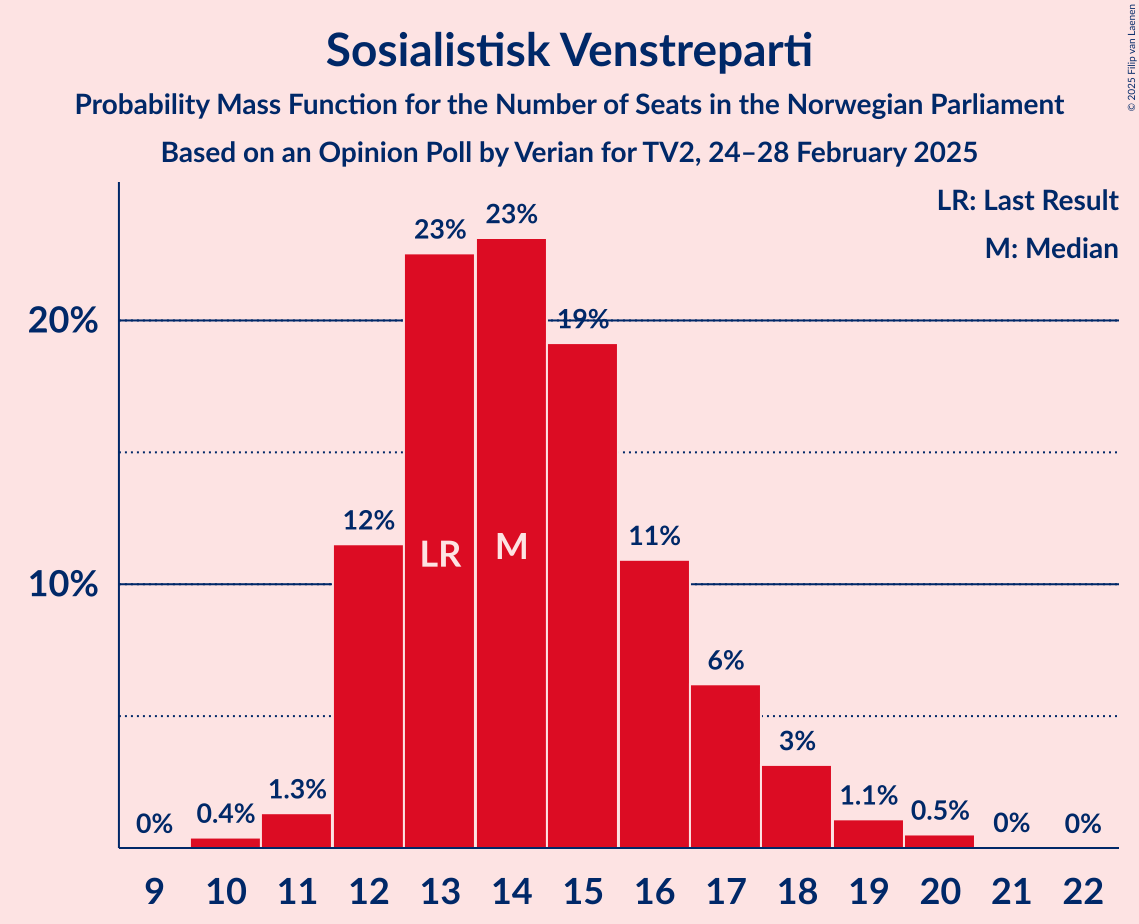 Sosialistisk Venstreparti
Probability Mass Function for the Number of Seats in the Norwegian Parliament
Based on an Opinion Poll by Verian for TV2, 24–28 February 2025
© 2025 Filip van Laenen
LR: Last Result
M: Median
20%
10%
0%
0.4%
1.3%
12%
23%
23%
19%
11%
6%
3%
1.1%
0.5%
0%
0%
LR
M
9 10 11 12 13 14 15 16 17 18 19 20 21 22